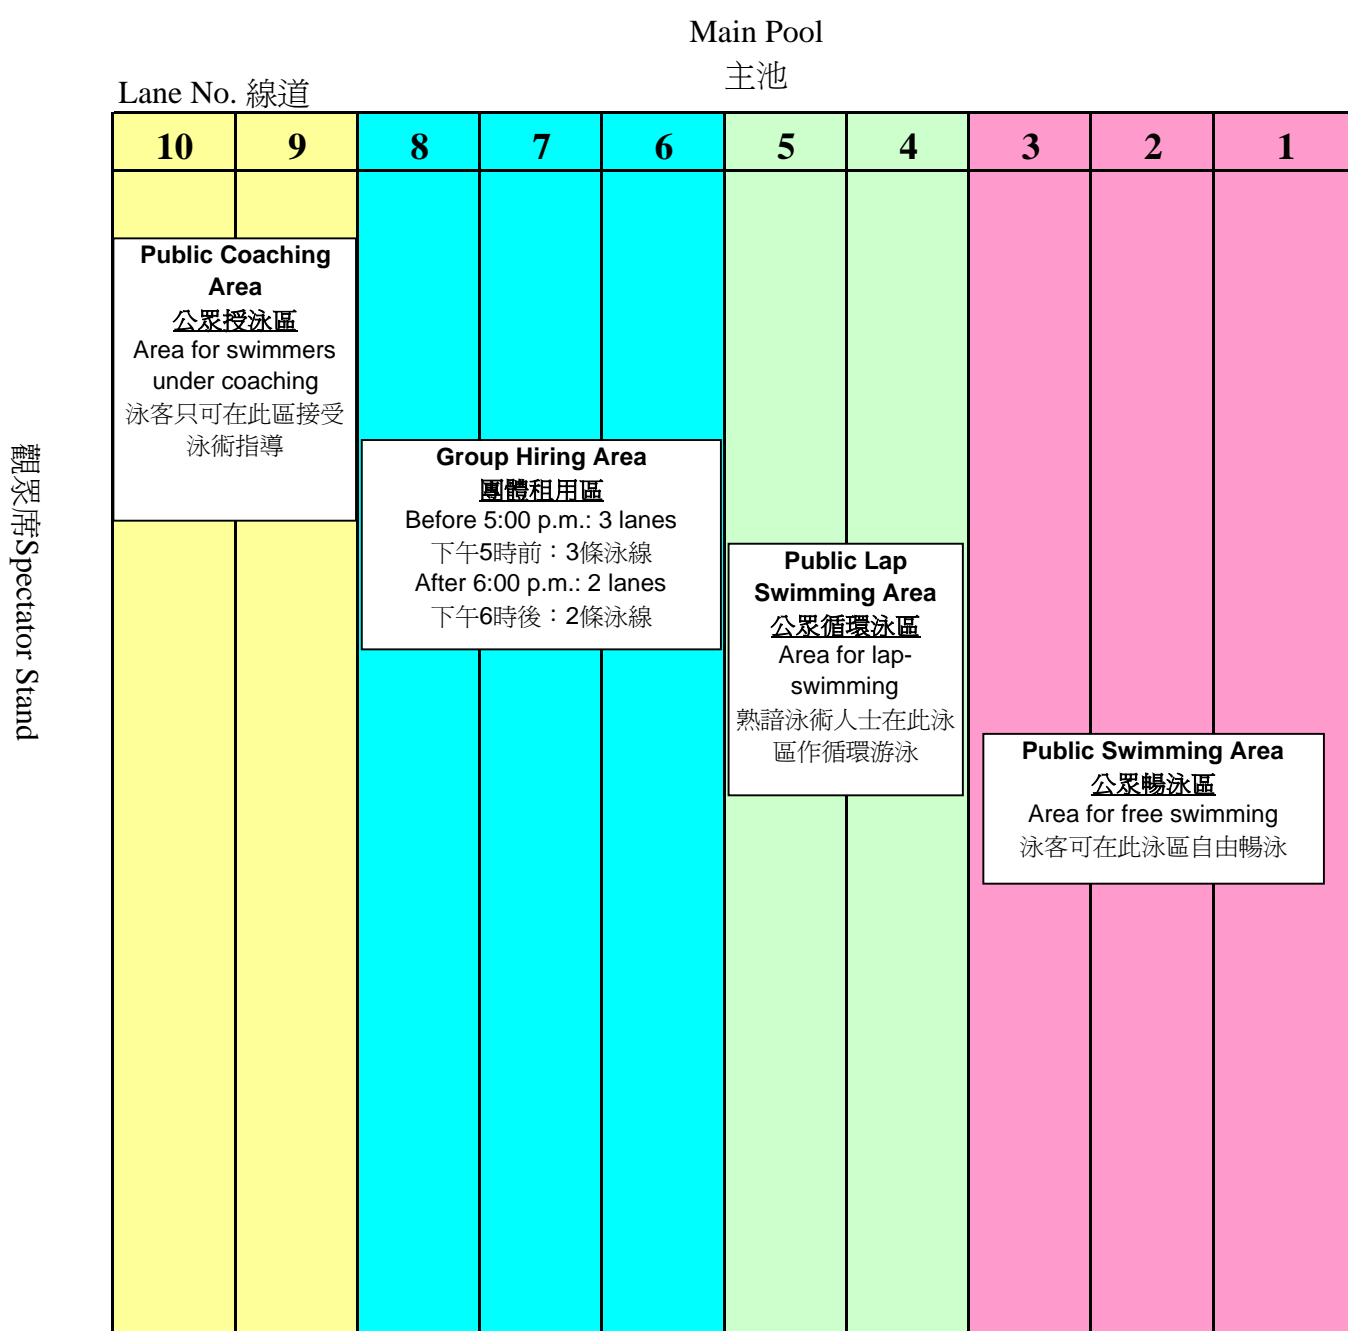 Main Pool
主池
Lane No. 線道
10 9 8 7 6 5 4 3 2 1
Public Coaching
Area
公眾授泳區
Area for swimmers
under coaching
泳客只可在此區接受
泳術指導
Group Hiring Area
團體租用區
Before 5:00 p.m.: 3 lanes
下午5時前：3條泳線
After 6:00 p.m.: 2 lanes
下午6時後：2條泳線
Public Lap
Swimming Area
公眾循環泳區
Area for lap-
swimming
熟諳泳術人士在此泳
區作循環游泳
Public Swimming Area
公眾暢泳區
Area for free swimming
泳客可在此泳區自由暢泳
觀眾席Spectator Stand